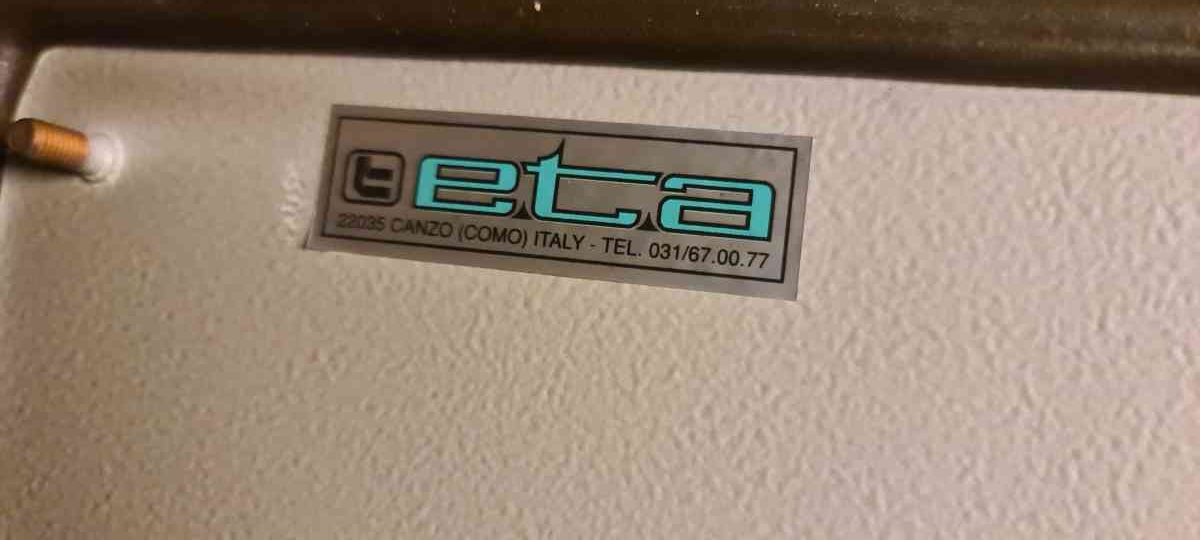 t eta
22035 CANZO (COMO) ITALY - TEL. 031/67.00.77